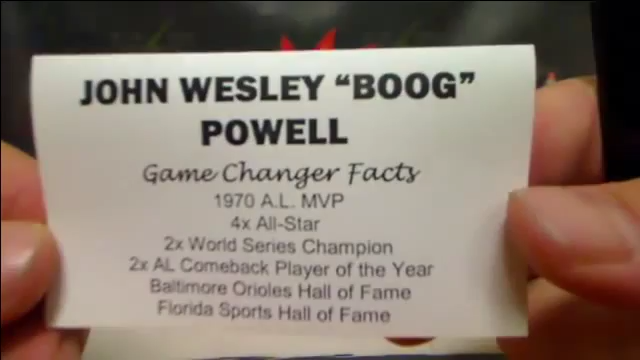 JOHN WESLEY “BOOG”
POWELL
Game Changer Facts
1970 A.L. MVP
4x All-Star
2x World Series Champion
2x AL Comeback Player of the Year
Baltimore Orioles Hall of Fame
Florida Sports Hall of Fame